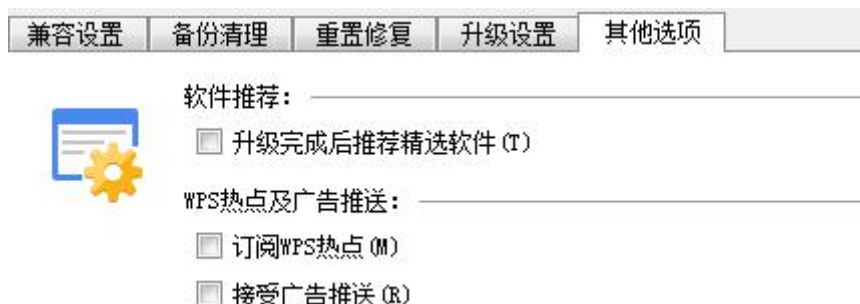 兼容设置 备份清理 重置修复 升级设置 其他选项
软件推荐:
升级完成后推荐精选软件(T)
WPS热点及广告推送:
订阅WPS热点(M)
接受广告推送(R)